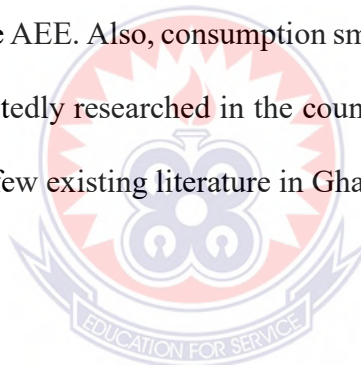 e AEE. Also, consumption sm
tedly researched in the coun
few existing literature in Gha
EDUCATION FOR SERVICE